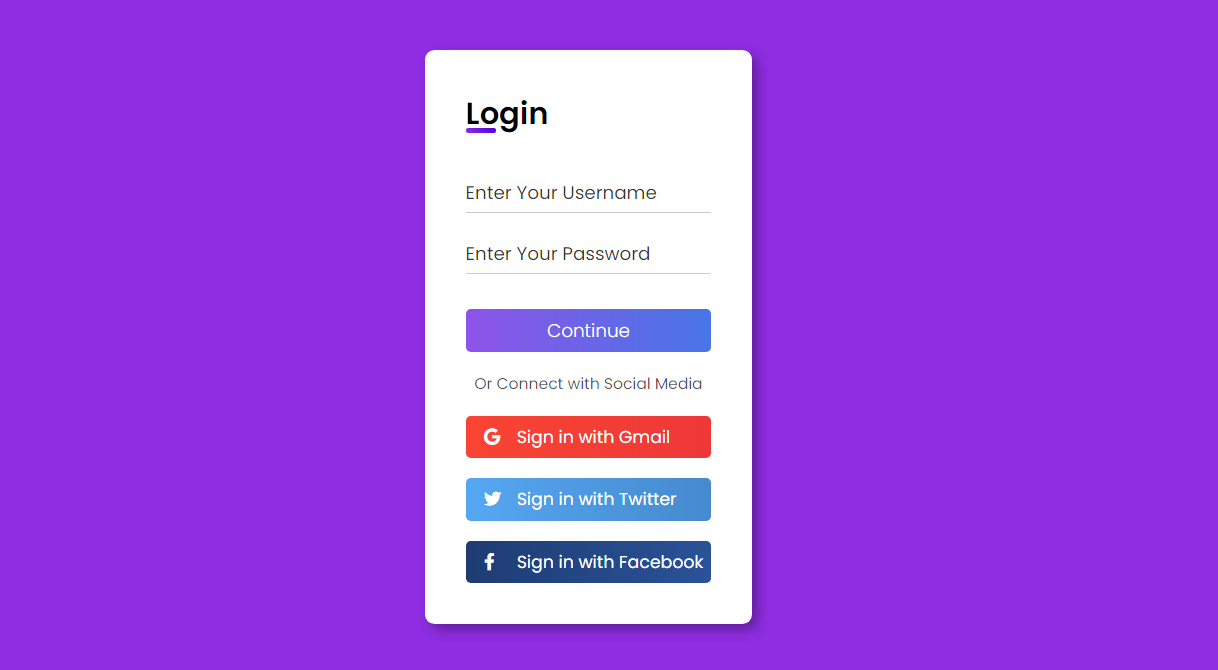 Login
Enter Your Username
Enter Your Password
Continue
Or Connect with Social Media
Sign in with Gmail
Sign in with Twitter
Sign in with Facebook